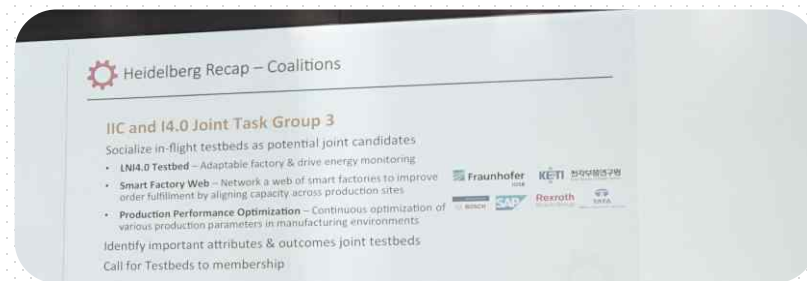 Heidelberg Recap – Coalitions
IIC and I4.0 Joint Task Group 3
Socialize in-flight testbeds as potential joint candidates
• LNI4.0 Testbed – Adaptable factory & drive energy monitoring
• Smart Factory Web – Network a web of smart factories to improve
order fulfillment by aligning capacity across production sites
• Production Performance Optimization – Continuous optimization of
various production parameters in manufacturing environments
Identify important attributes & outcomes joint testbeds
Call for Testbeds to membership
Fraunhofer
KETI
BOSCH
SAP
Rexroth
TATA